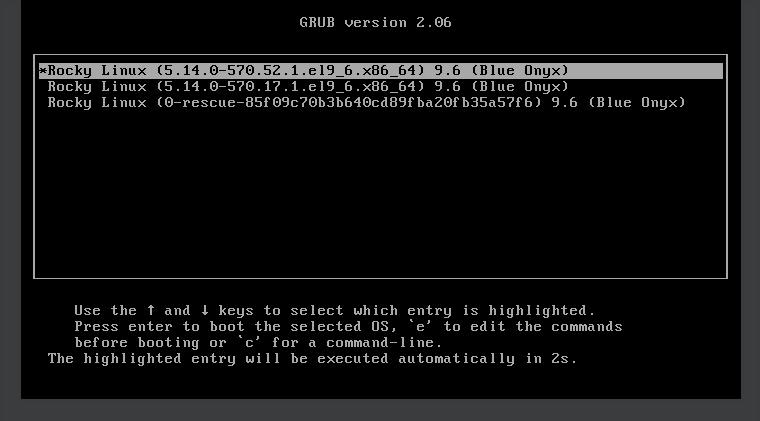 GRUB version 2.06
*Rocky Linux (5.14.0-570.52.1.el9_6.x86_64) 9.6 (Blue Onyx)
Rocky Linux (5.14.0-570.17.1.el9_6.x86_64) 9.6 (Blue Onyx)
Rocky Linux (0-rescue-85f09c70b3b640cd89fba20fb35a57f6) 9.6 (Blue Onyx)
Use the ↑ and ↓ keys to select which entry is highlighted.
Press enter to boot the selected OS, `e' to edit the commands
before booting or `c' for a command-line.
The highlighted entry will be executed automatically in 2s.